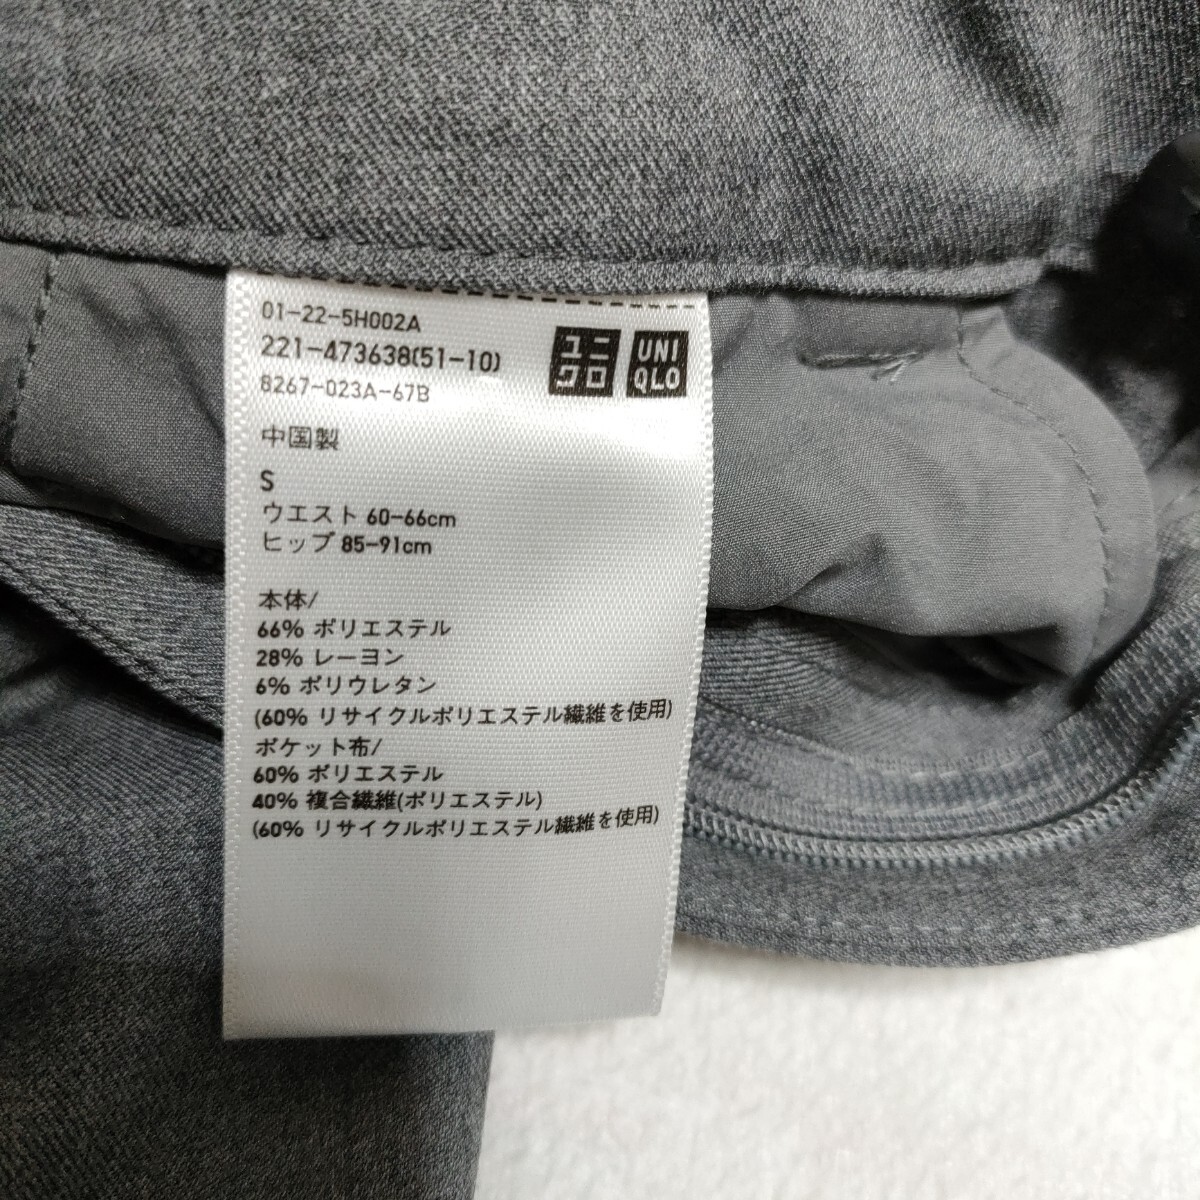 01-22-5H002A
221-473638(51-10)
8267-023A-67B
ユニ
クロ
UNI
QLO
中国製
S
ウエスト 60-66cm
ヒップ 85-91cm
本体/
66% ポリエステル
28% レーヨン
6% ポリウレタン
(60% リサイクルポリエステル繊維を使用)
ポケット布/
60% ポリエステル
40% 複合繊維(ポリエステル)
(60% リサイクルポリエステル繊維を使用)